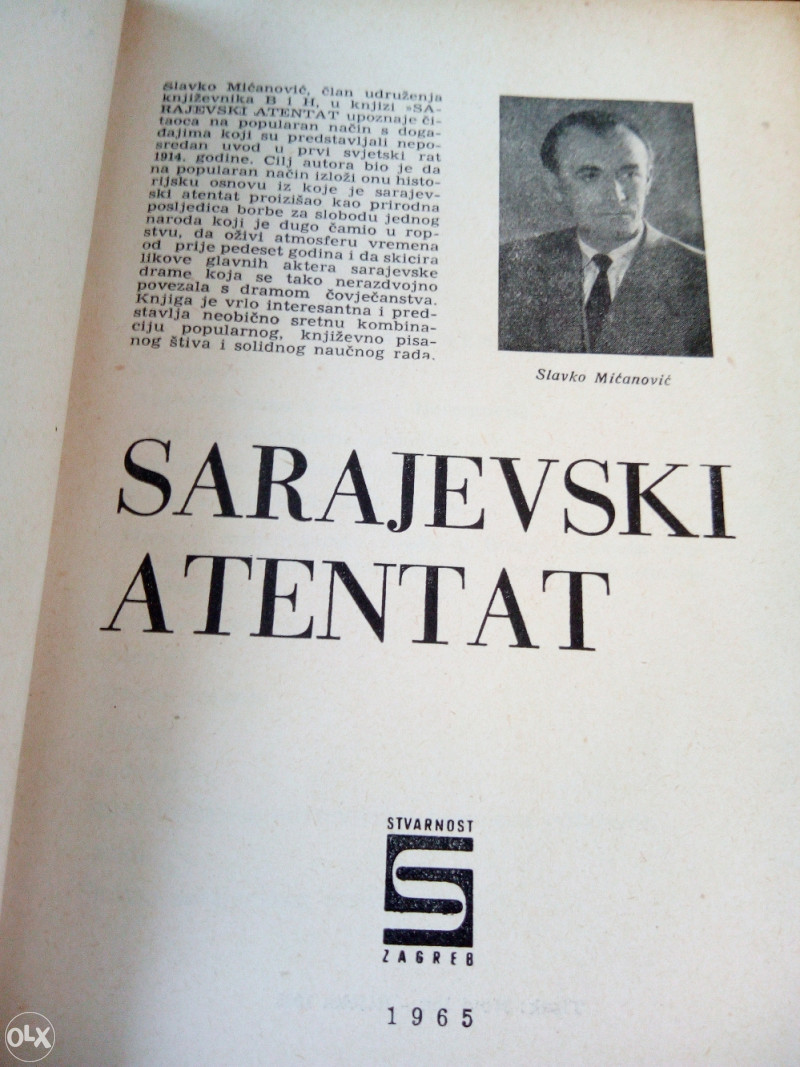 Slavko Mićanović, član udruženja
književnika B i H, u knjizi »SA-
RAJEVSKI ATENTAT upoznaje či-
taoca na popularan način s doga-
đajima koji su predstavljali nepo-
sredan uvod u prvi svjetski rat
1914. godine. Cilj autora bio je da
na popularan način izloži onu histo-
rijsku osnovu iz koje je sarajev-
ski atentat proizišao kao prirodna
posljedica borbe za slobodu jednog
naroda koji je dugo čamio u rop-
stvu, da oživi atmosferu vremena
od prije pedeset godina i da skicira
likove glavnih aktera sarajevske
drame koja se tako nerazdvojno
povezala s dramom čovječanstva.
Knjiga je vrlo interesantna i pred-
stavlja neobično sretnu kombina-
ciju popularnog, književno pisa-
nog štiva i solidnog naučnog rada.
Slavko Mićanović
SARAJEVSKI
ATENTAT
STVARNOST
ZAGREB
1965
OLX